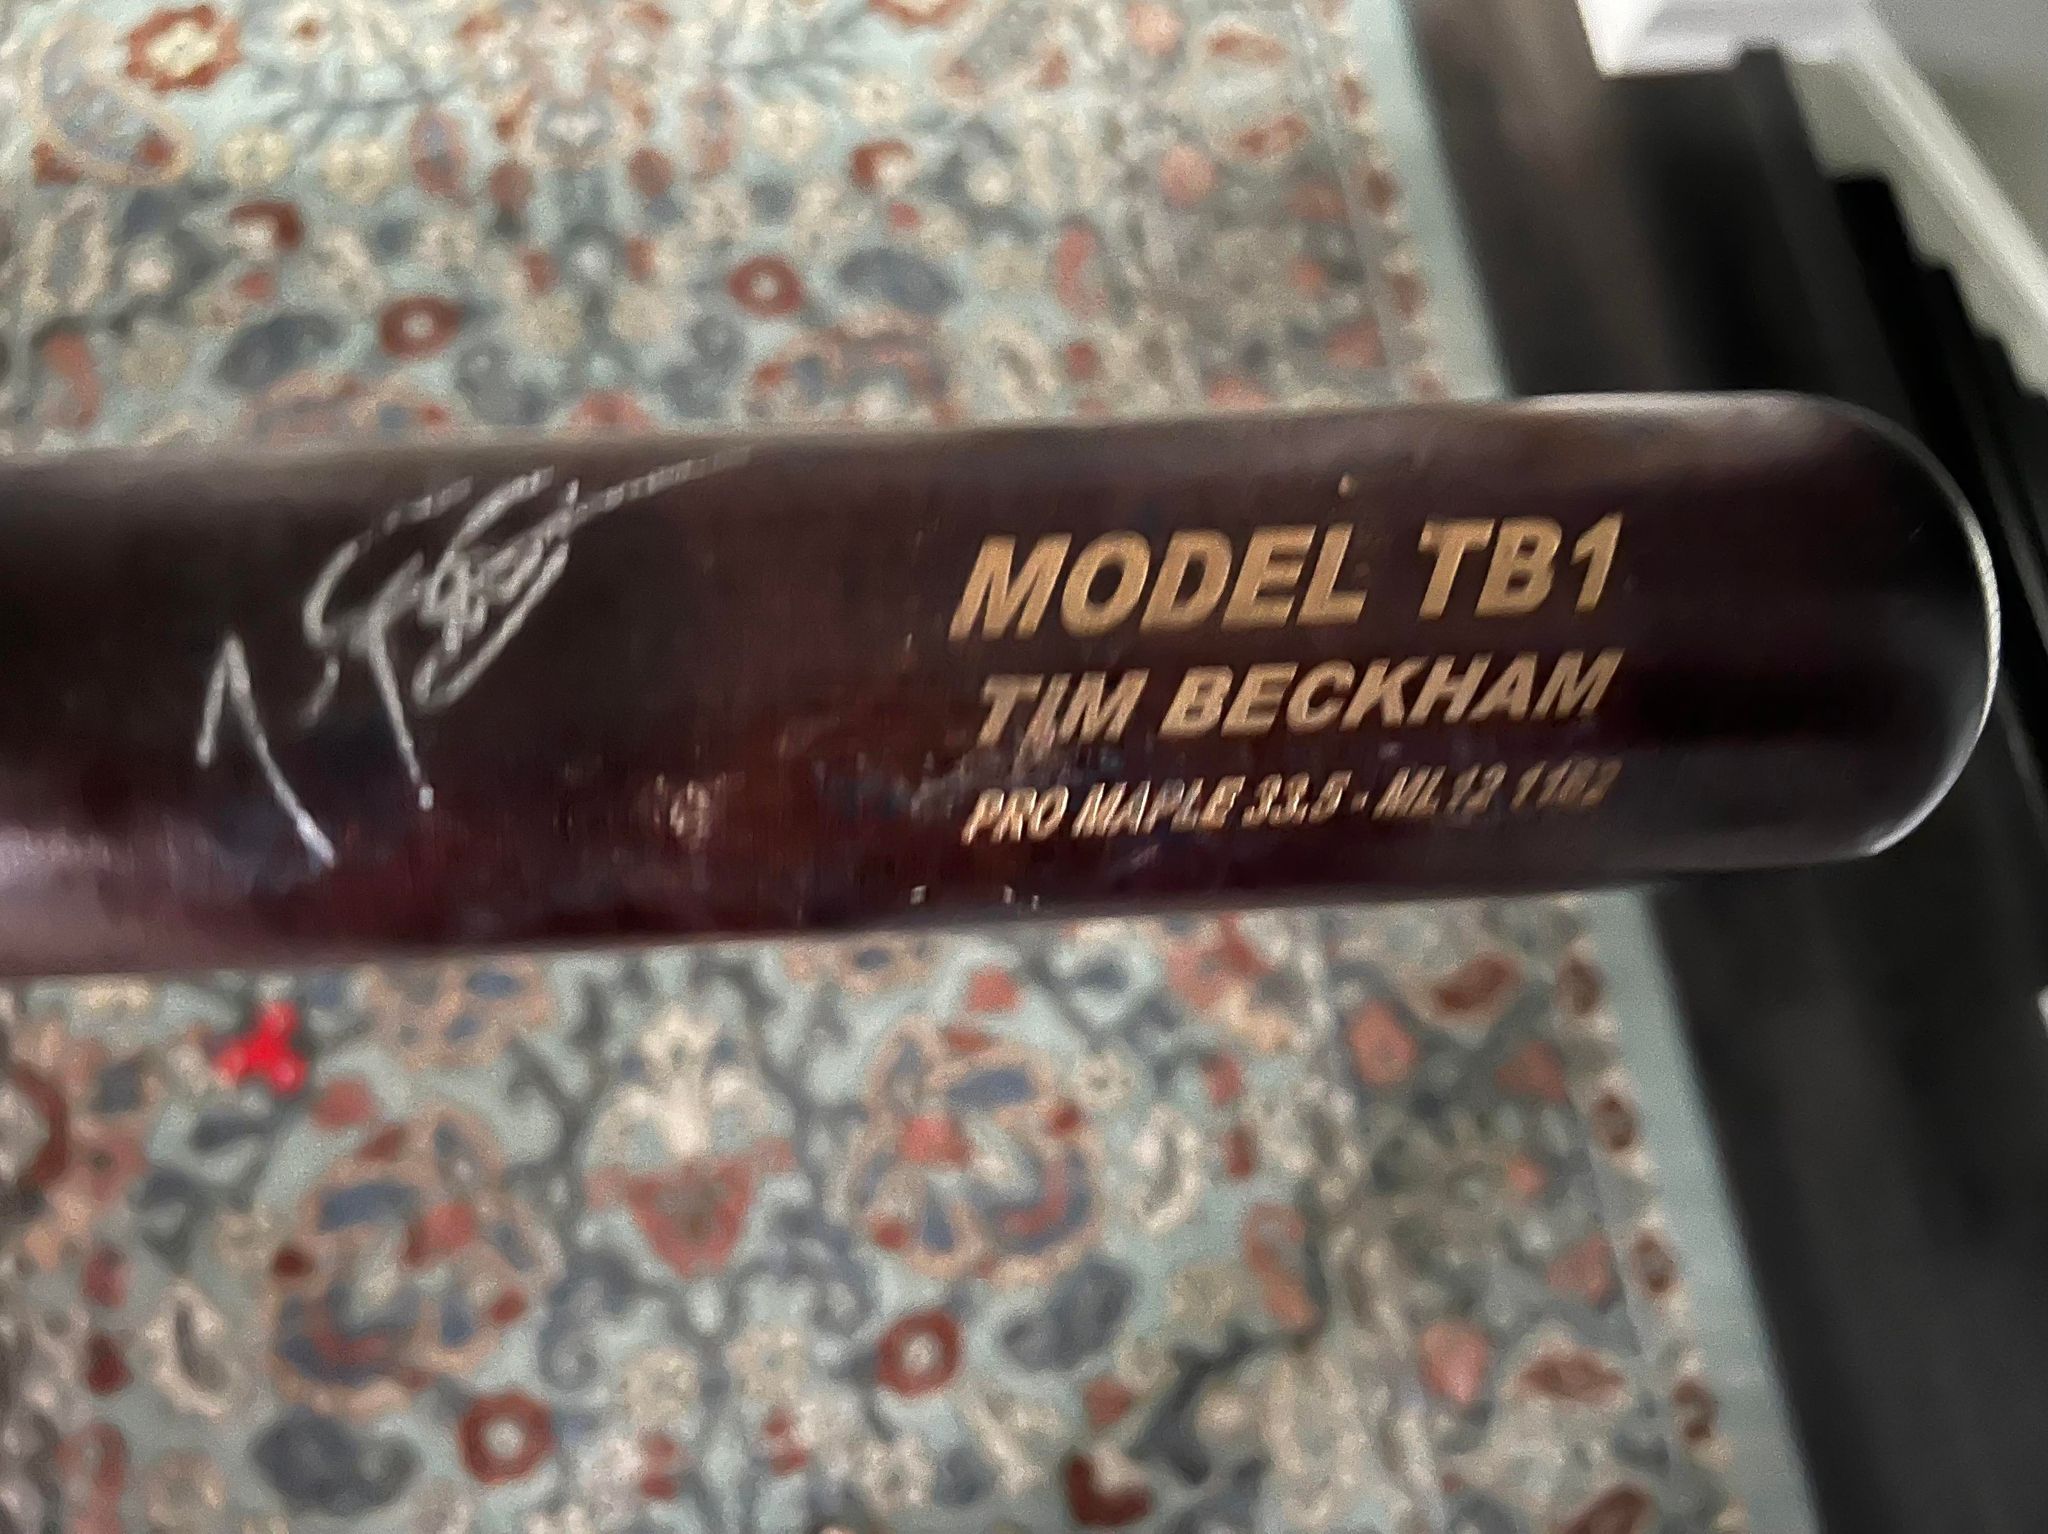 MODEL TB1
TIM BECKHAM
PRO MAPLE 33.5 - ML12 1182